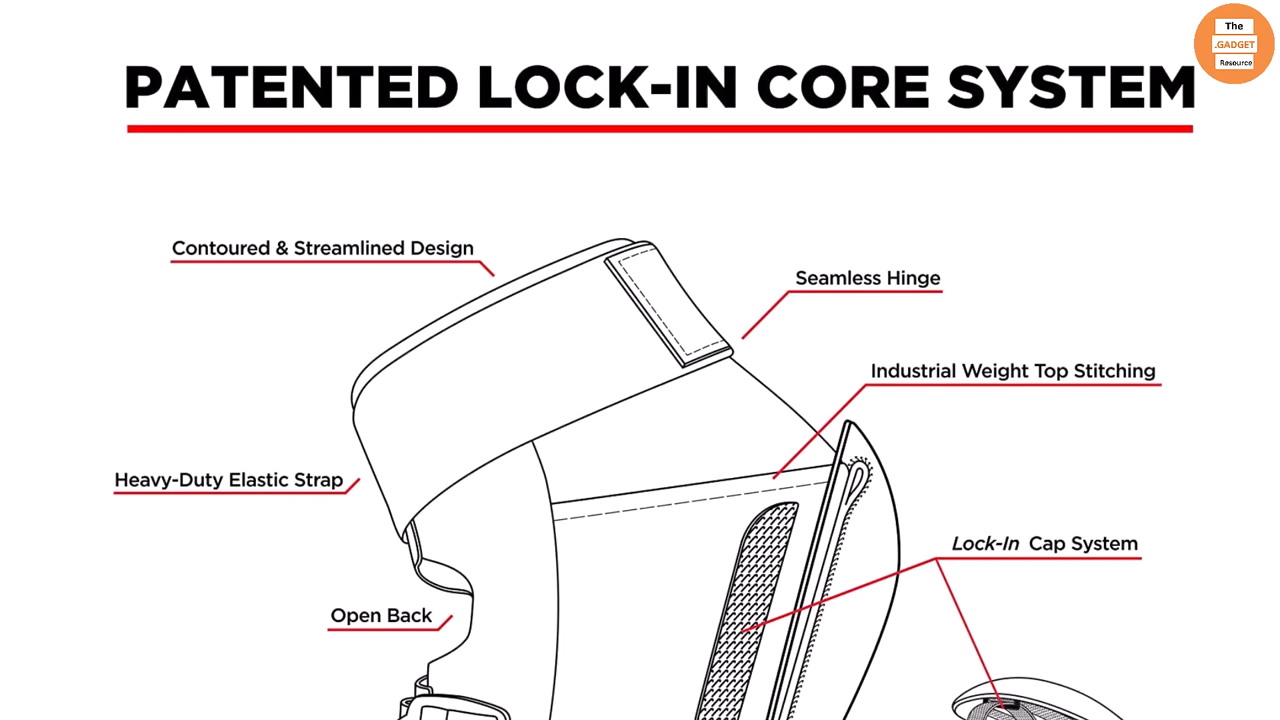 The
.GADGET
Resource
PATENTED LOCK-IN CORE SYSTEM
Contoured & Streamlined Design
Seamless Hinge
Industrial Weight Top Stitching
Heavy-Duty Elastic Strap
Lock-In Cap System
Open Back